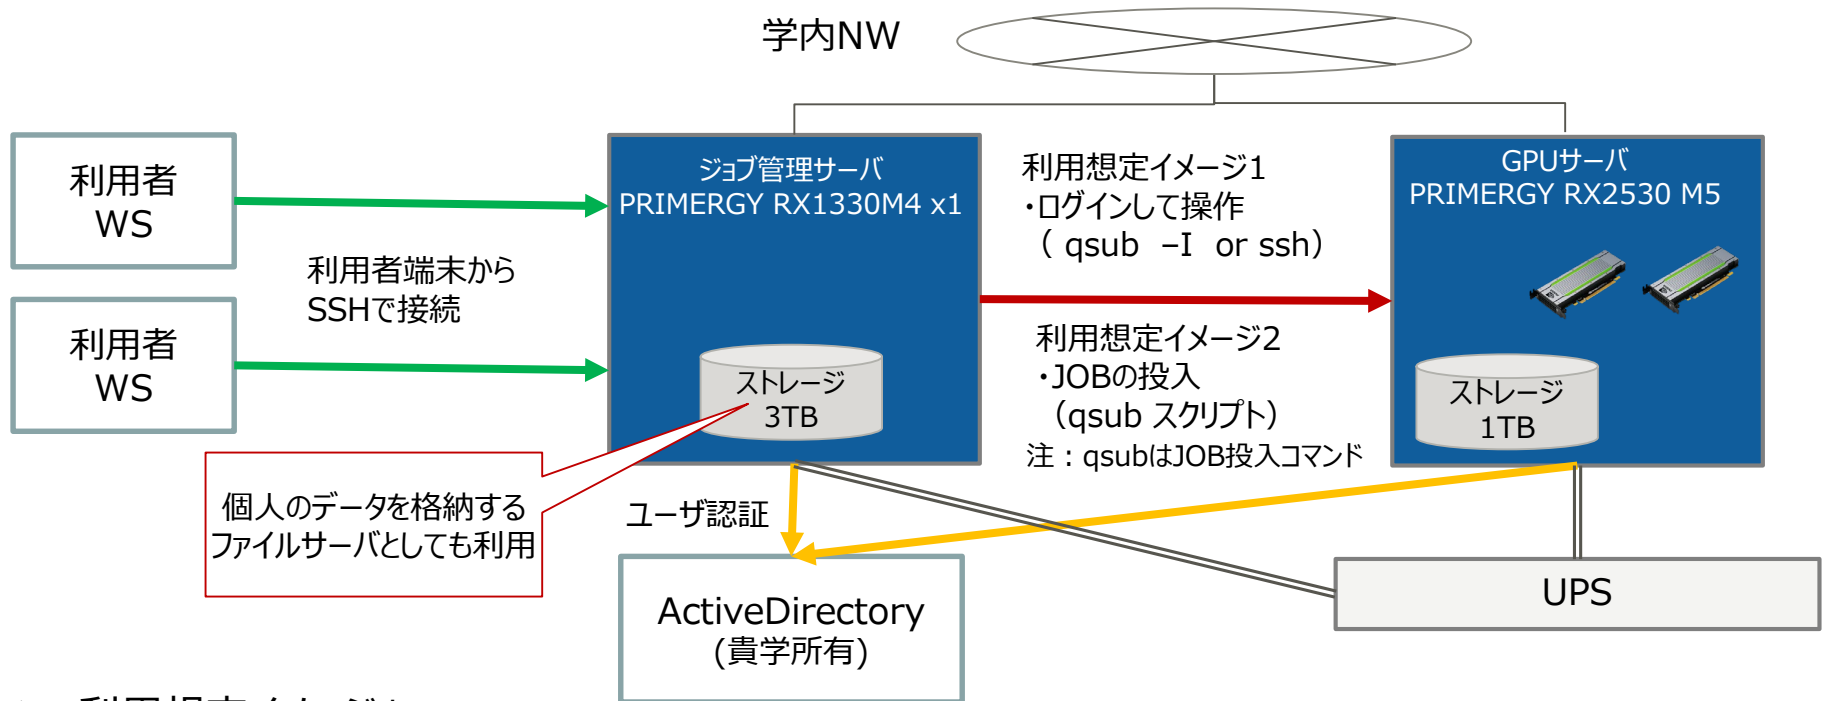 学内NW
利用者
WS
利用者
WS
利用者端末から
SSHで接続
ジョブ管理サーバ
PRIMERGY RX1330M4 x1
ストレージ
3TB
個人のデータを格納する
ファイルサーバとしても利用
利用想定イメージ1
・ログインして操作
( qsub –I or ssh)
利用想定イメージ2
・JOBの投入
(qsub スクリプト)
注：qsubはJOB投入コマンド
GPUサーバ
PRIMERGY RX2530 M5
ストレージ
1TB
ユーザ認証
ActiveDirectory
(貴学所有)
UPS